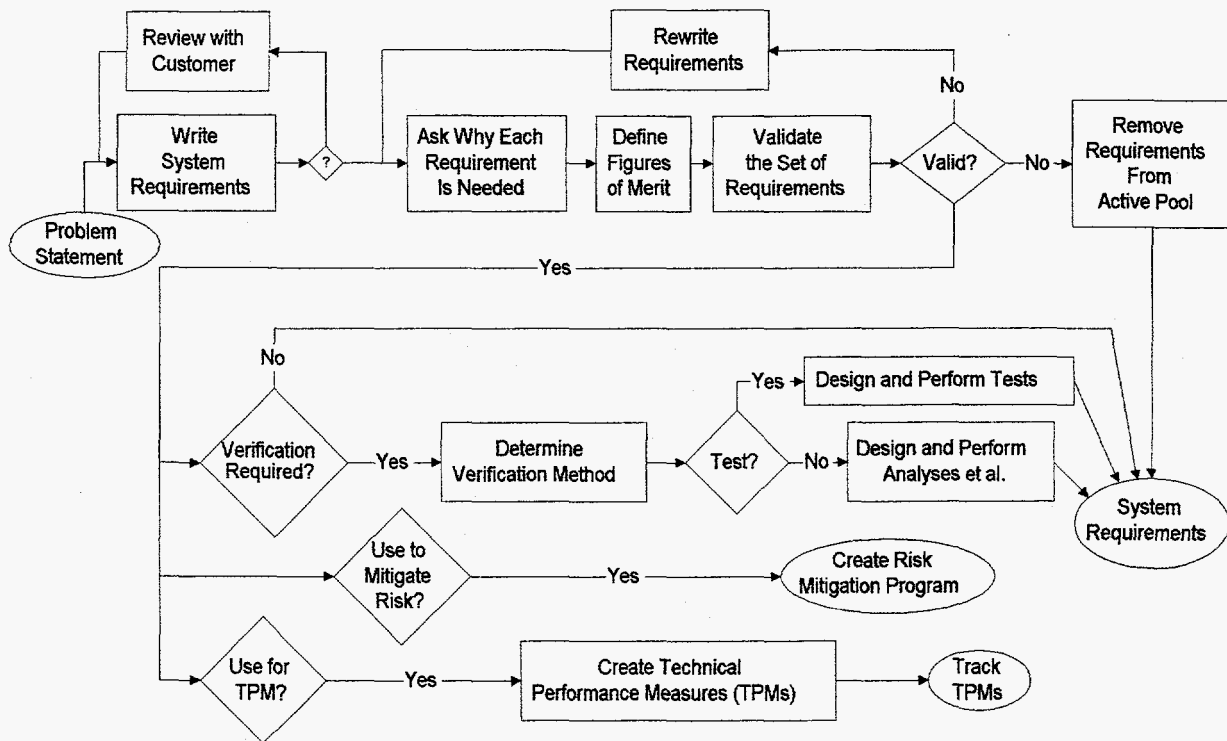 Review with
Customer
Rewrite
Requirements
No
Write
System
Requirements
?
Ask Why Each
Requirement
Is Needed
Define
Figures
of Merit
Validate
the Set of
Requirements
Valid?
No
Remove
Requirements
From
Active Pool
Problem
Statement
Yes
No
Verification
Required?
Yes
Determine
Verification Method
Test?
Yes
Design and Perform Tests
No
Design and Perform
Analyses et al.
System
Requirements
Use to
Mitigate
Risk?
Yes
Create Risk
Mitigation Program
Use for
TPM?
Yes
Create Technical
Performance Measures (TPMs)
Track
TPMs